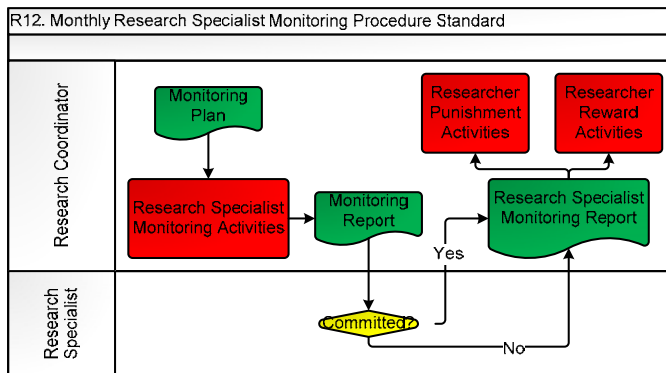 R12. Monthly Research Specialist Monitoring Procedure Standard
Research Coordinator
Monitoring
Plan
Research Specialist
Monitoring Activities
Monitoring
Report
Researcher
Punishment
Activities
Researcher
Reward
Activities
Research Specialist
Monitoring Report
Yes
Research
Specialist
Committed?
No